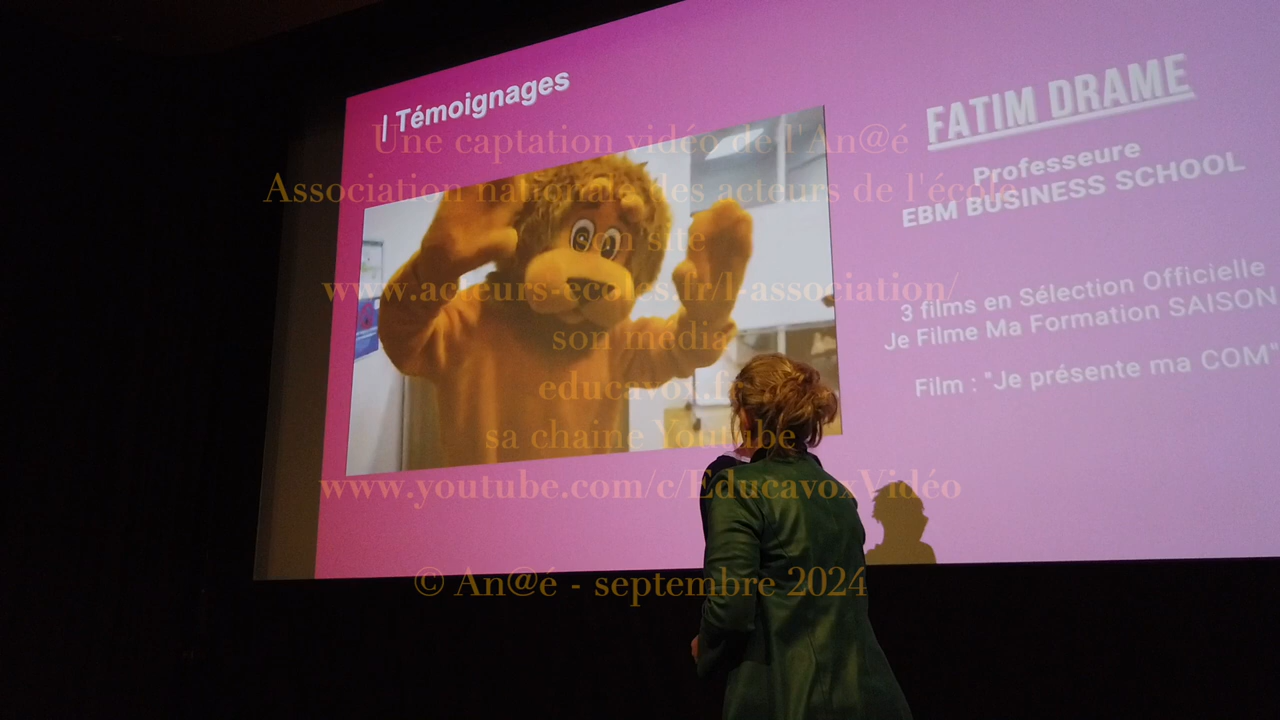 | Témoignages
FATIM DRAME
Professeure
EBM BUSINESS SCHOOL
3 films en Sélection Officielle
Je Filme Ma Formation SAISON
Film : "Je présente ma COM"
Une captation vidéo de l'An@é
Association nationale des acteurs de l'école
son site
www.acteurs-ecoles.fr/l-association/
son média
educavox.fr
sa chaine Youtube
www.youtube.com/c/EducavoxVidéo
© An@é - septembre 2024